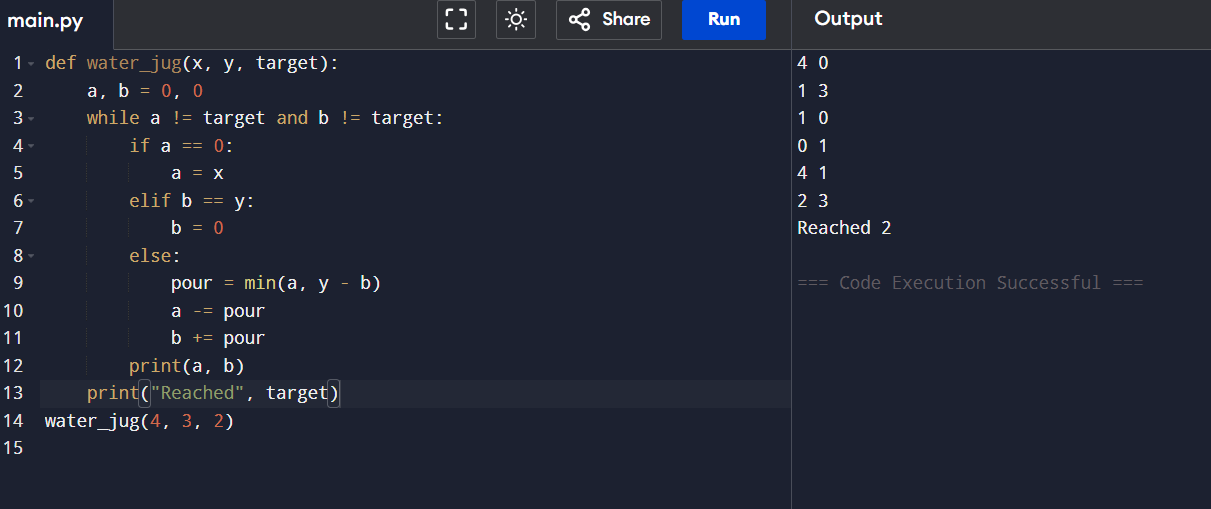 main.py
Share
Run
Output
1 def water_jug(x, y, target):
2     a, b = 0, 0
3     while a != target and b != target:
4         if a == 0:
5             a = x
6         elif b == y:
7             b = 0
8         else:
9             pour = min(a, y - b)
10             a -= pour
11             b += pour
12         print(a, b)
13     print("Reached", target)
14 water_jug(4, 3, 2)
15
4 0
1 3
1 0
0 1
4 1
2 3
Reached 2
=== Code Execution Successful ===